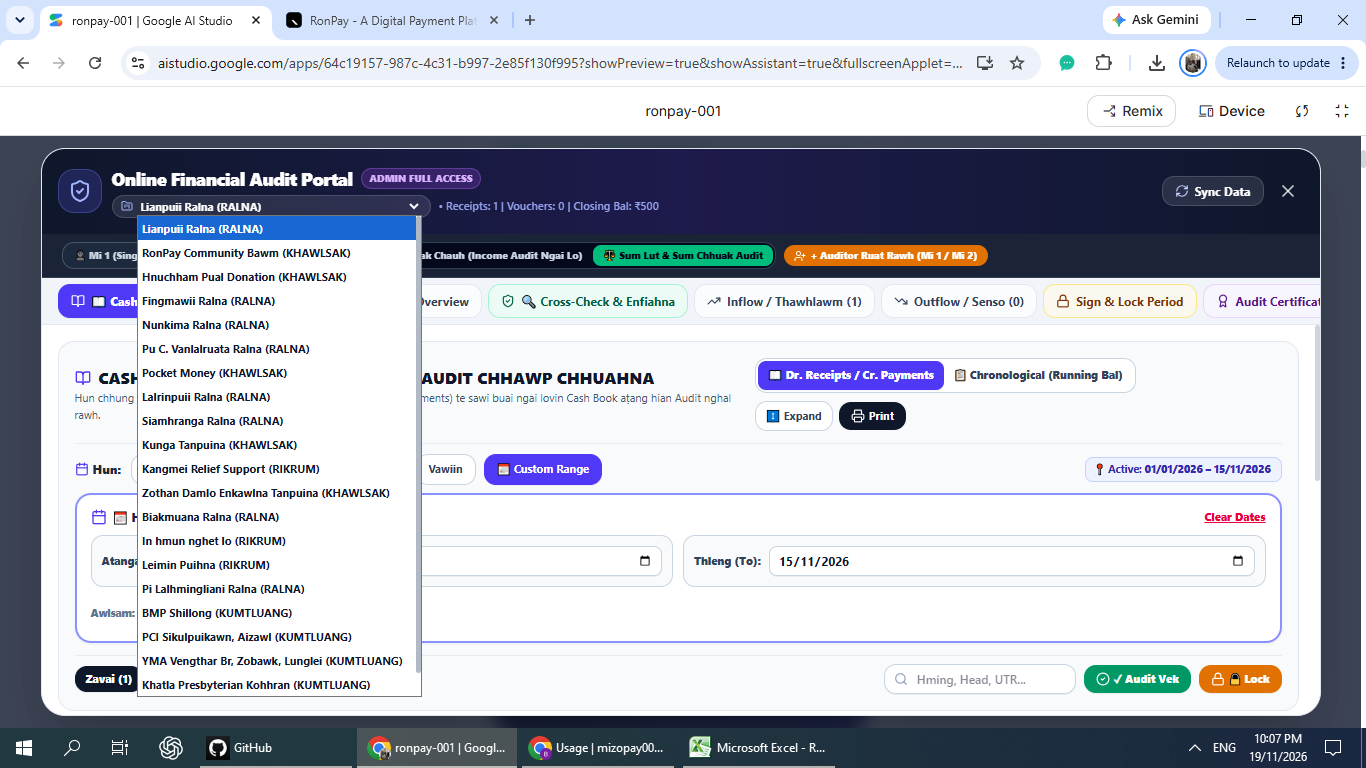 ronpay-001 | Google AI Studio
RonPay - A Digital Payment Plat
Ask Gemini
aistudio.google.com/apps/64c19157-987c-4c31-b997-2e85f130f995?showPreview=true&showAssistant=true&fullscreenApplet=...
Relaunch to update
ronpay-001
Remix
Device
Online Financial Audit Portal
ADMIN FULL ACCESS
Lianpuii Ralna (RALNA)
• Receipts: 1 | Vouchers: 0 | Closing Bal: ₹500
Sync Data
Lianpuii Ralna (RALNA)
RonPay Community Bawm (KHAWLSAK)
Hnuchham Pual Donation (KHAWLSAK)
Fingmawii Ralna (RALNA)
Nunkima Ralna (RALNA)
Pu C. Vanlalruata Ralna (RALNA)
Pocket Money (KHAWLSAK)
Lalrinpuii Ralna (RALNA)
Siamhranga Ralna (RALNA)
Kunga Tanpuina (KHAWLSAK)
Kangmei Relief Support (RIKRUM)
Zothan Damlo Enkawlna Tanpuina (KHAWLSAK)
Biakmuana Ralna (RALNA)
In hmun nghet lo (RIKRUM)
Leimin Puihna (RIKRUM)
Pi Lalhmingliani Ralna (RALNA)
BMP Shillong (KUMTLUANG)
PCI Sikulpuikawn, Aizawl (KUMTLUANG)
YMA Vengthar Br, Zobawk, Lunglei (KUMTLUANG)
Khatla Presbyterian Kohhran (KUMTLUANG)
Mi 1 (Sing
ak Chauh (Income Audit Ngai Lo)
Sum Lut & Sum Chhuak Audit
+ Auditor Ruat Rawh (Mi 1 / Mi 2)
Cash
Overview
Cross-Check & Enfiahna
Inflow / Thawhlawm (1)
Outflow / Senso (0)
Sign & Lock Period
Audit Certificat
CASH
AUDIT CHHAWP CHHUAHNA
Hun chhung
ments) te sawi buai ngai lovin Cash Book aṭang hian Audit nghal
rawh.
Dr. Receipts / Cr. Payments
Chronological (Running Bal)
Expand
Print
Hun:
Vawiin
Custom Range
Active: 01/01/2026 – 15/11/2026
H
Clear Dates
Atanga
Thleng (To):
15/11/2026
Awlsam:
Zavai (1)
Hming, Head, UTR...
✓ Audit Vek
Lock
GitHub
ronpay-001 | Googl...
Usage | mizopay00...
Microsoft Excel - R...
ENG
10:07 PM
19/11/2026